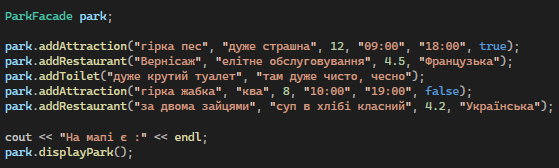 ParkFacade park;
park.addAttraction("гірка пес", "дуже страшна", 12, "09:00", "18:00", true);
park.addRestaurant("Вернісаж", "елітне обслуговування", 4.5, "Французька");
park.addToilet("дуже крутий туалет", "там дуже чисто, чесно");
park.addAttraction("гірка жабка", "ква", 8, "10:00", "19:00", false);
park.addRestaurant("за двома зайцями", "суп в хлібі класний", 4.2, "Українська");
cout << "На мапі є :" << endl;
park.displayPark();